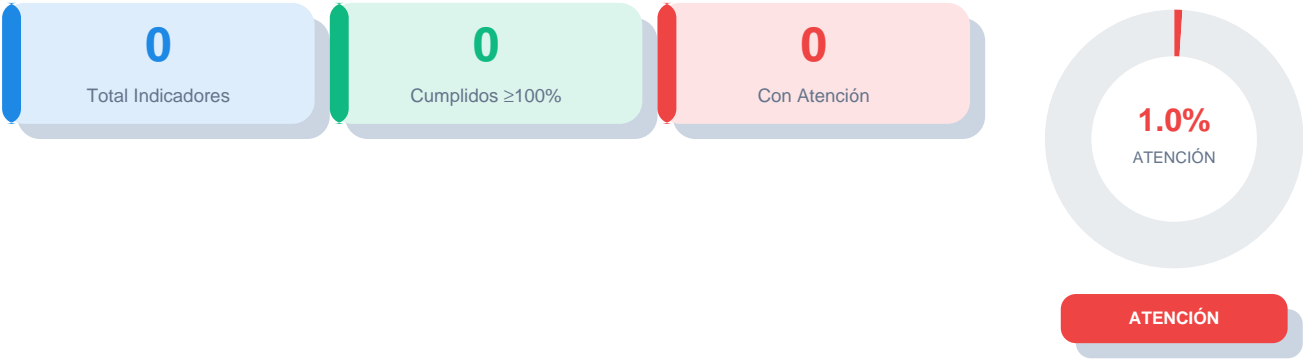 0
Total Indicadores
0
Cumplidos ≥100%
0
Con Atención
1.0%
ATENCIÓN
ATENCIÓN